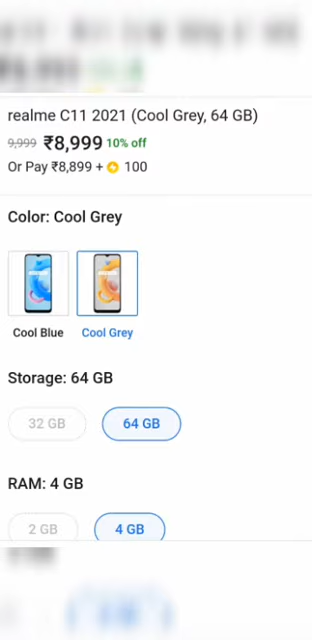 realme C11 2021 (Cool Grey, 64 GB)
9,999 ₹8,999 10% off
Or Pay ₹8,899 + 100
Color: Cool Grey
Cool Blue Cool Grey
Storage: 64 GB
32 GB 64 GB
RAM: 4 GB
2 GB 4 GB